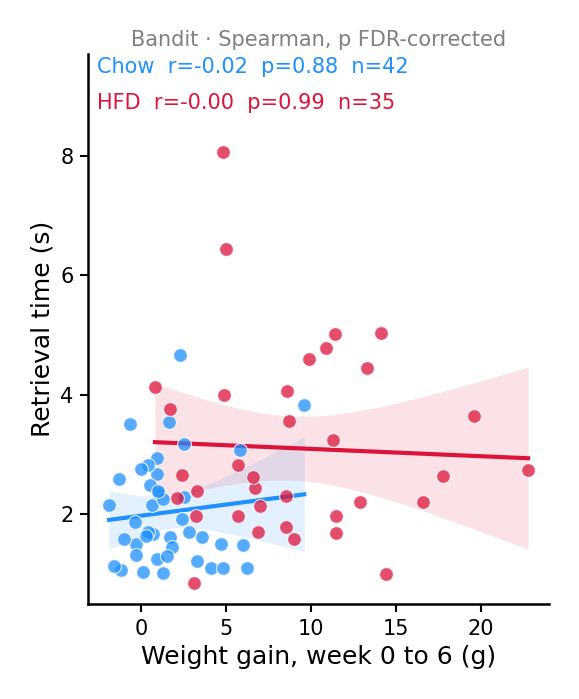 Bandit · Spearman, p FDR-corrected
Chow r=-0.02 p=0.88 n=42
HFD r=-0.00 p=0.99 n=35
8
6
4
2
Retrieval time (s)
0 5 10 15 20
Weight gain, week 0 to 6 (g)